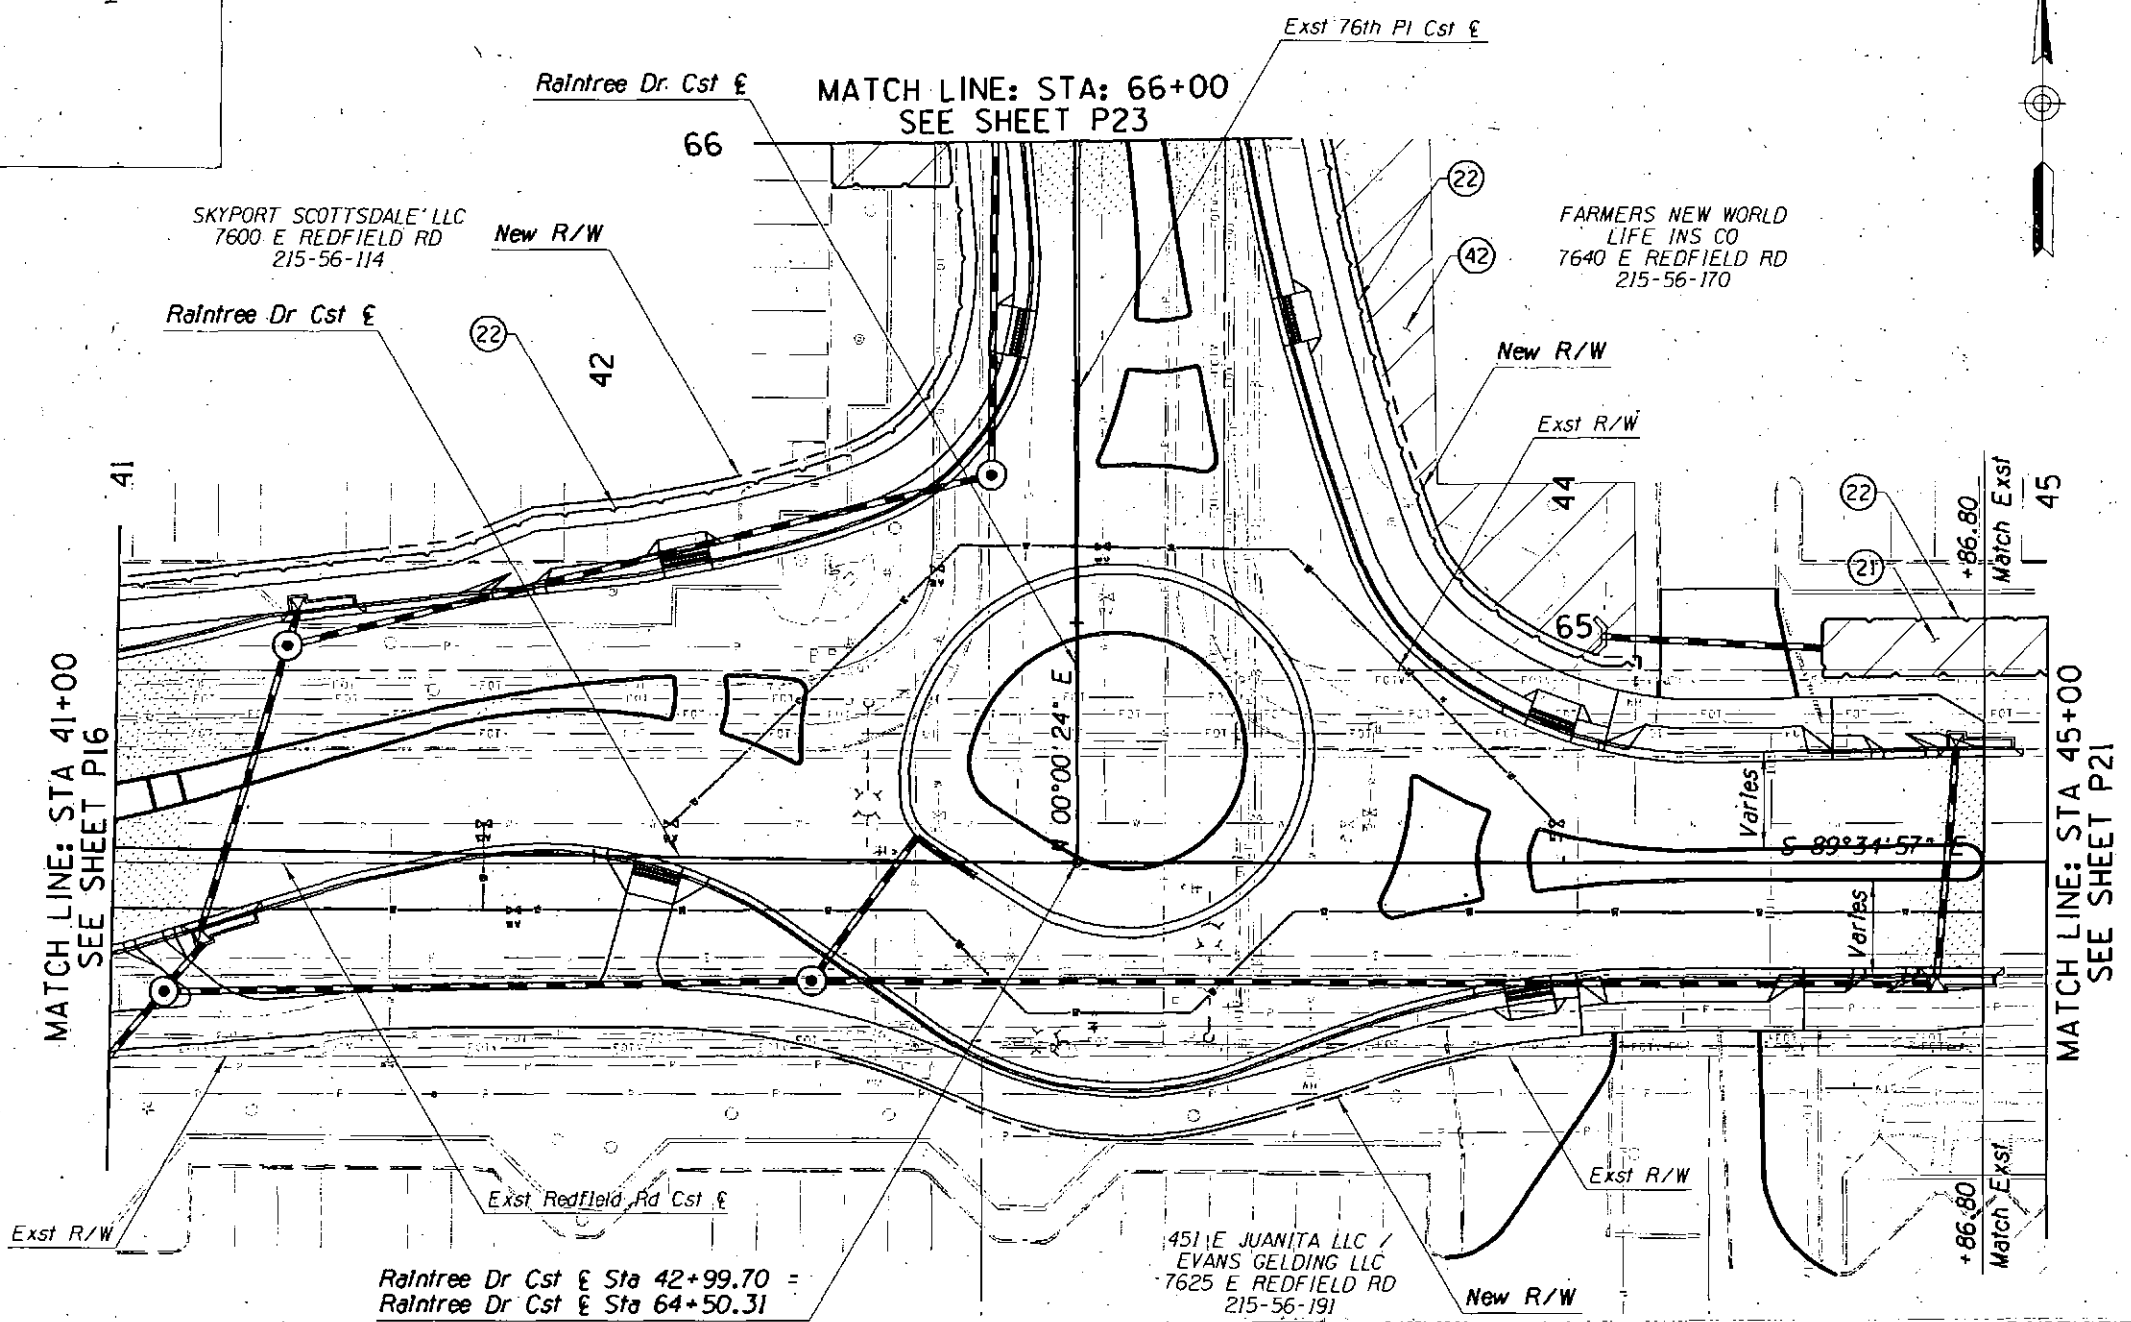 Exst 76th Pl Cst ℄
Raintree Dr. Cst ℄
MATCH LINE: STA: 66+00
SEE SHEET P23
66
22
SKYPORT SCOTTSDALE LLC
7600 E REDFIELD RD
215-56-114
New R/W
FARMERS NEW WORLD
LIFE INS CO
7640 E REDFIELD RD
215-56-170
42
Raintree Dr Cst ℄
22
42
New R/W
Exst R/W
41
44
22
21
+86.80
Match Exst
45
65
MATCH LINE: STA 41+00
SEE SHEET P16
N 00°00'24" E
Varies
S 89°34'57" E
Varies
MATCH LINE: STA 45+00
SEE SHEET P21
Exst R/W
Exst Redfield Rd Cst ℄
Exst R/W
+86.80
Match Exst
451 E JUANITA LLC /
EVANS GELDING LLC
7625 E REDFIELD RD
215-56-191
New R/W
Raintree Dr Cst ℄ Sta 42+99.70 =
Raintree Dr Cst ℄ Sta 64+50.31